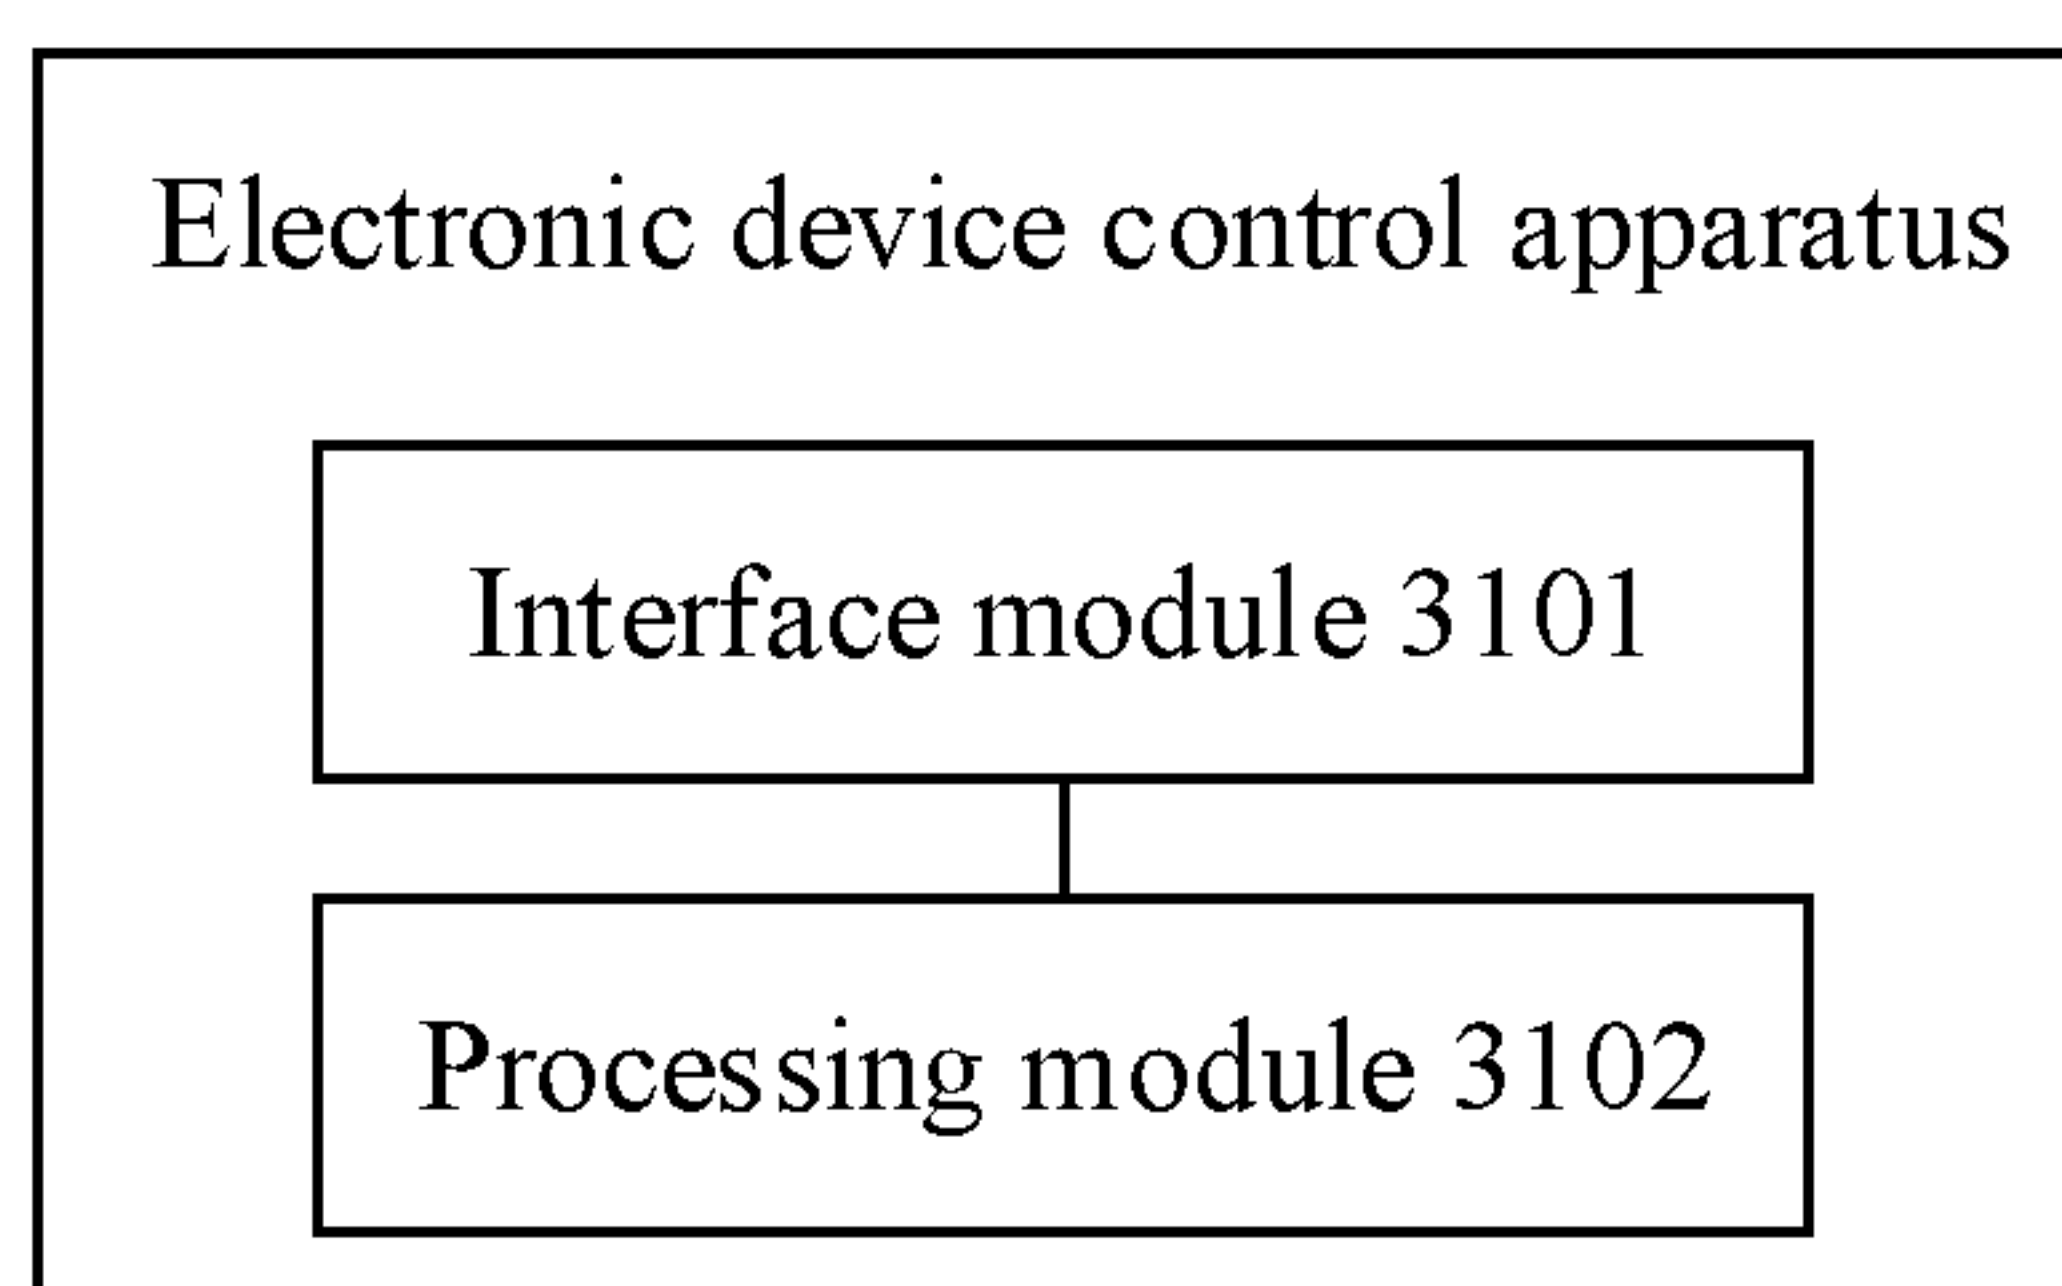 Electronic device control apparatus
Interface module 3101
Processing module 3102